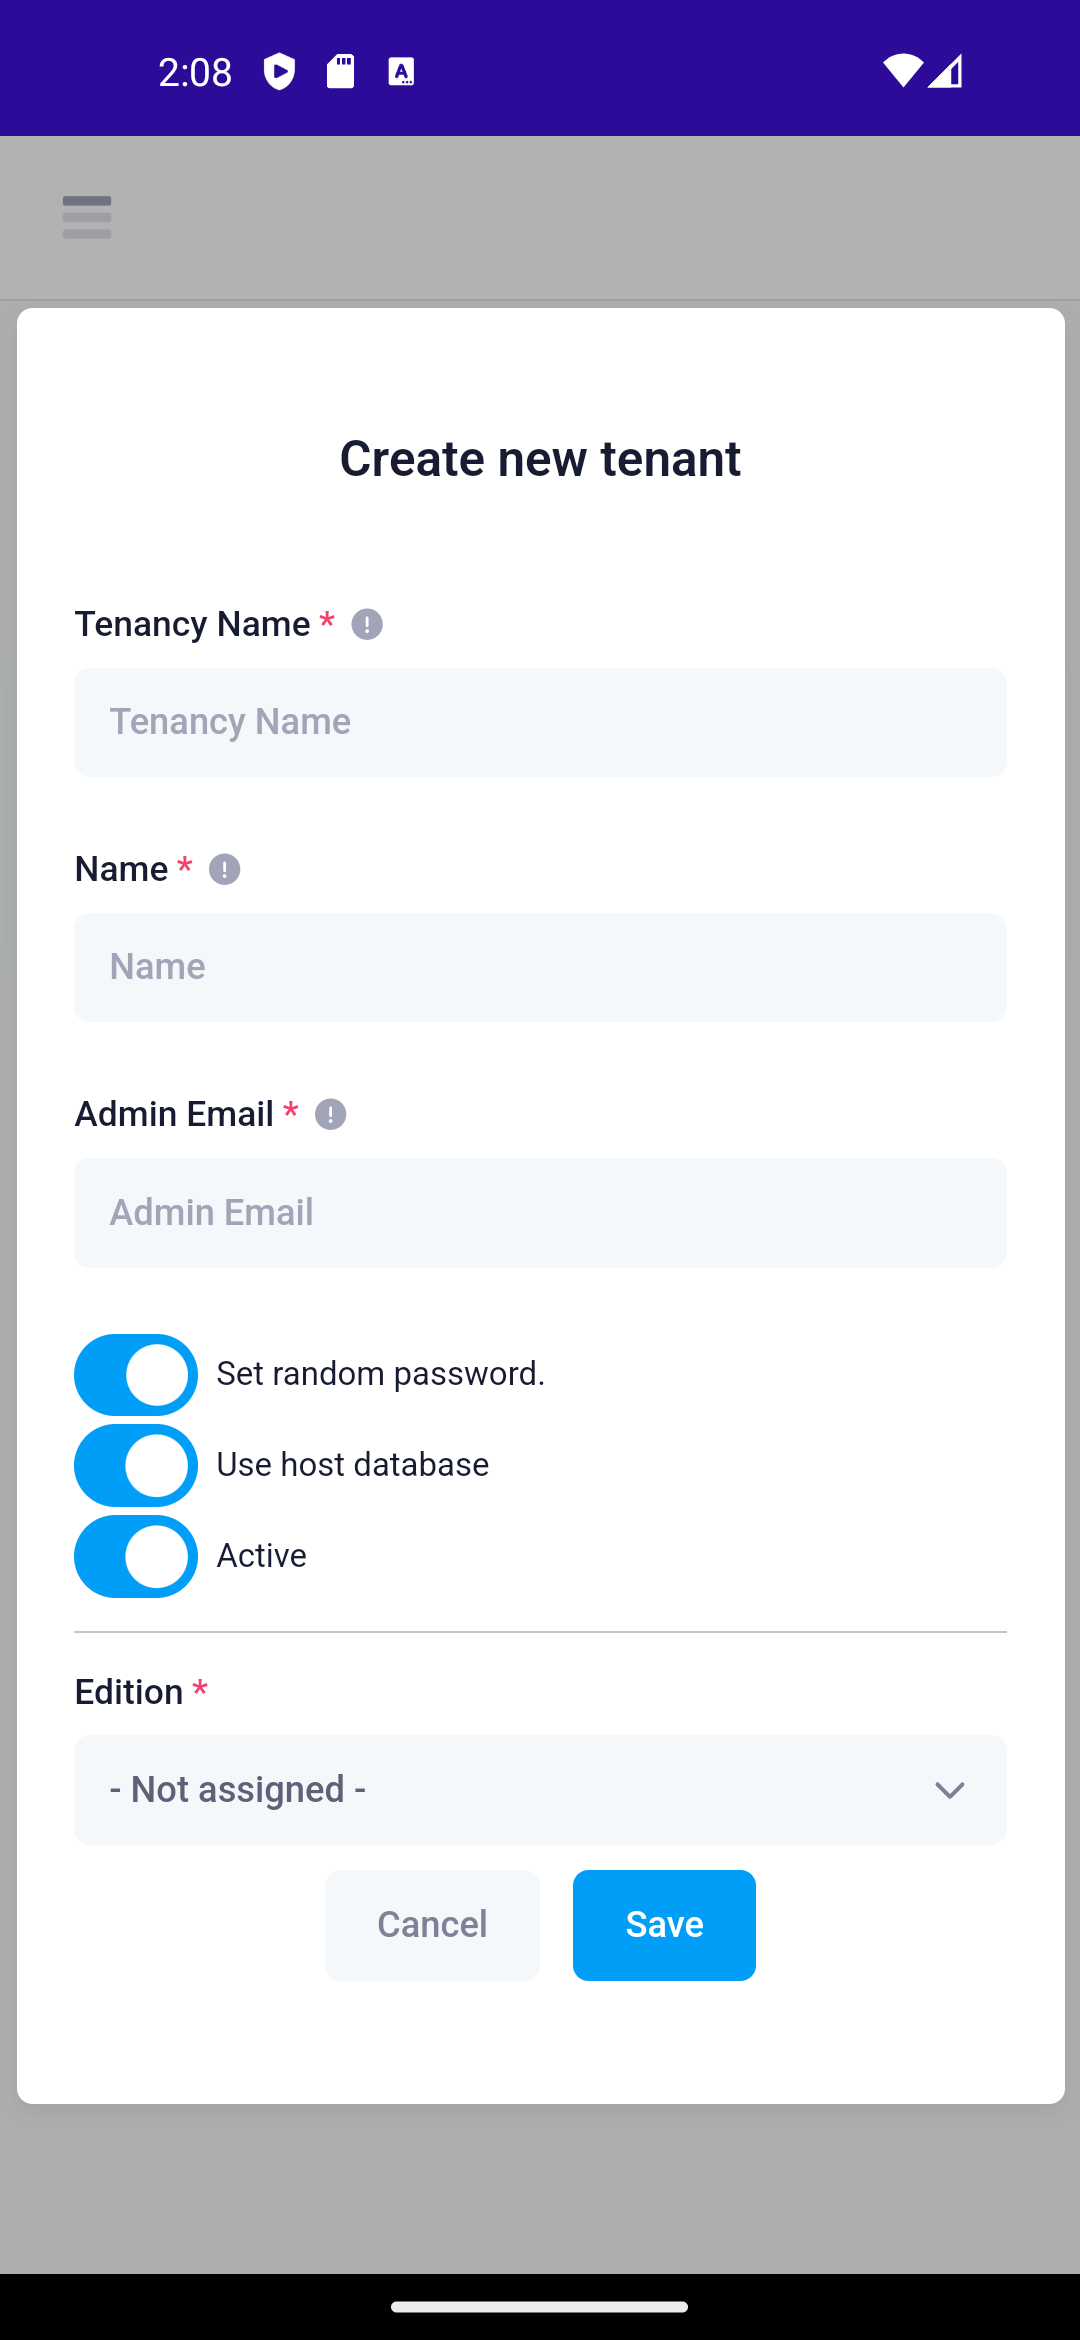 2:08
Create new tenant
Tenancy Name *
Tenancy Name
Name *
Name
Admin Email *
Admin Email
Set random password.
Use host database
Active
Edition *
- Not assigned -
Cancel Save